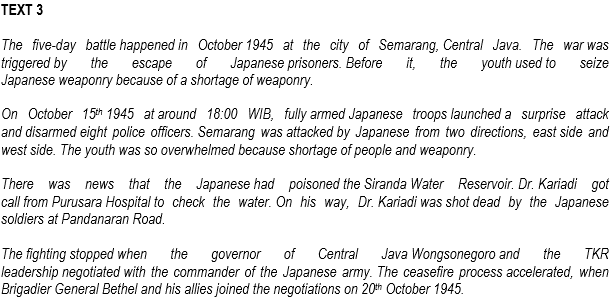 TEXT 3
The five-day battle happened in October 1945 at the city of Semarang, Central Java. The war was
triggered by the escape of Japanese prisoners. Before it, the youth used to seize
Japanese weaponry because of a shortage of weaponry.
On October 15th 1945 at around 18:00 WIB, fully armed Japanese troops launched a surprise attack
and disarmed eight police officers. Semarang was attacked by Japanese from two directions, east side and
west side. The youth was so overwhelmed because shortage of people and weaponry.
There was news that the Japanese had poisoned the Siranda Water Reservoir. Dr. Kariadi got
call from Purusara Hospital to check the water. On his way, Dr. Kariadi was shot dead by the Japanese
soldiers at Pandanaran Road.
The fighting stopped when the governor of Central Java Wongsonegoro and the TKR
leadership negotiated with the commander of the Japanese army. The ceasefire process accelerated, when
Brigadier General Bethel and his allies joined the negotiations on 20th October 1945.